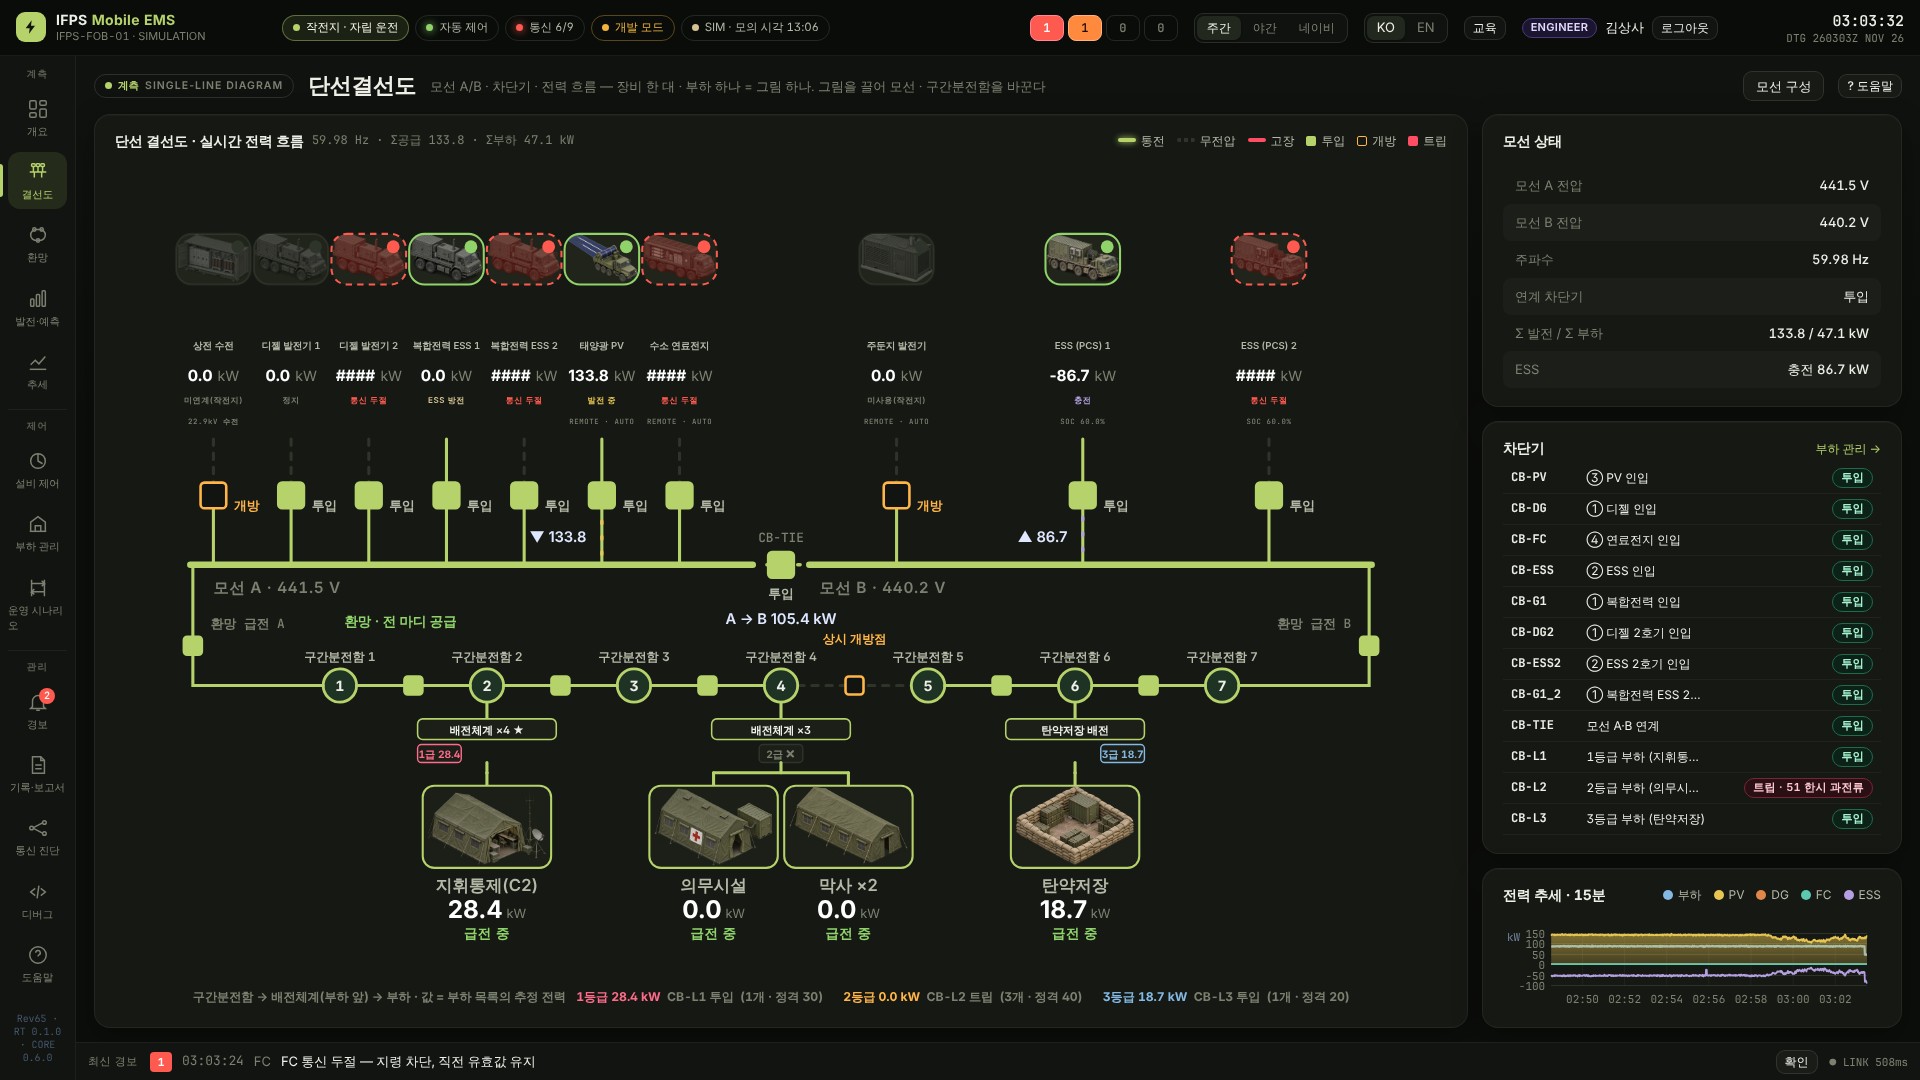 IFPS Mobile EMS
IFPS-FOB-01 · SIMULATION
작전지 · 자립 운전
자동 제어
통신 6/9
개발 모드
SIM · 모의 시각 13:06
1 1 0 0
주간 야간 네이비
KO EN
교육
ENGINEER 김상사 로그아웃
03:03:32
DTG 260303Z NOV 26
계측
개요
결선도
환망
발전·예측
추세
제어
설비 제어
부하 관리
운영 시나리오
관리
2
경보
기록·보고서
통신 진단
디버그
도움말
Rev65 · RT 0.1.0 · CORE 0.6.0
계측 SINGLE-LINE DIAGRAM
단선결선도
모선 A/B · 차단기 · 전력 흐름 — 장비 한 대 · 부하 하나 = 그림 하나. 그림을 끌어 모선 · 구간분전함을 바꾼다
모선 구성
? 도움말
단선 결선도 · 실시간 전력 흐름 59.98 Hz · Σ공급 133.8 · Σ부하 47.1 kW
통전 무전압 고장 투입 개방 트립
상전 수전 디젤 발전기 1 디젤 발전기 2 복합전력 ESS 1 복합전력 ESS 2 태양광 PV 수소 연료전지 주둔지 발전기 ESS (PCS) 1 ESS (PCS) 2
0.0 kW 0.0 kW #### kW 0.0 kW #### kW 133.8 kW #### kW 0.0 kW -86.7 kW #### kW
미연계(작전지) 정지 통신 두절 ESS 방전 통신 두절 발전 중 통신 두절 미사용(작전지) 충전 통신 두절
22.9kV 수전 REMOTE · AUTO REMOTE · AUTO REMOTE · AUTO SOC 60.0% SOC 60.0%
개방 투입 투입 투입 투입 투입 투입 개방 투입 투입
▼ 133.8 CB-TIE ▲ 86.7
모선 A · 441.5 V 투입 모선 B · 440.2 V
환망 급전 A 환망 · 전 마디 공급 A → B 105.4 kW 환망 급전 B
상시 개방점
구간분전함 1 구간분전함 2 구간분전함 3 구간분전함 4 구간분전함 5 구간분전함 6 구간분전함 7
1 2 3 4 5 6 7
배전체계 ×4 ★ 배전체계 ×3 탄약저장 배전
1급 28.4 2급 ✕ 3급 18.7
지휘통제(C2) 의무시설 막사 ×2 탄약저장
28.4 kW 0.0 kW 0.0 kW 18.7 kW
급전 중 급전 중 급전 중 급전 중
구간분전함 → 배전체계(부하 앞) → 부하 · 값 = 부하 목록의 추정 전력 1등급 28.4 kW CB-L1 투입 (1개 · 정격 30) 2등급 0.0 kW CB-L2 트립 (3개 · 정격 40) 3등급 18.7 kW CB-L3 투입 (1개 · 정격 20)
모선 상태
모선 A 전압 441.5 V
모선 B 전압 440.2 V
주파수 59.98 Hz
연계 차단기 투입
Σ 발전 / Σ 부하 133.8 / 47.1 kW
ESS 충전 86.7 kW
차단기 부하 관리 →
CB-PV ③ PV 인입 투입
CB-DG ① 디젤 인입 투입
CB-FC ④ 연료전지 인입 투입
CB-ESS ② ESS 인입 투입
CB-G1 ① 복합전력 인입 투입
CB-DG2 ① 디젤 2호기 인입 투입
CB-ESS2 ② ESS 2호기 인입 투입
CB-G1_2 ① 복합전력 ESS 2... 투입
CB-TIE 모선 A·B 연계 투입
CB-L1 1등급 부하 (지휘통... 투입
CB-L2 2등급 부하 (의무시... 트립 · 51 한시 과전류
CB-L3 3등급 부하 (탄약저장) 투입
전력 추세 · 15분 부하 PV DG FC ESS
kW 150
100
50
0
-50
-100
02:50 02:52 02:54 02:56 02:58 03:00 03:02
최신 경보 1 03:03:24 FC FC 통신 두절 — 지령 차단, 직전 유효값 유지
확인 LINK 508ms